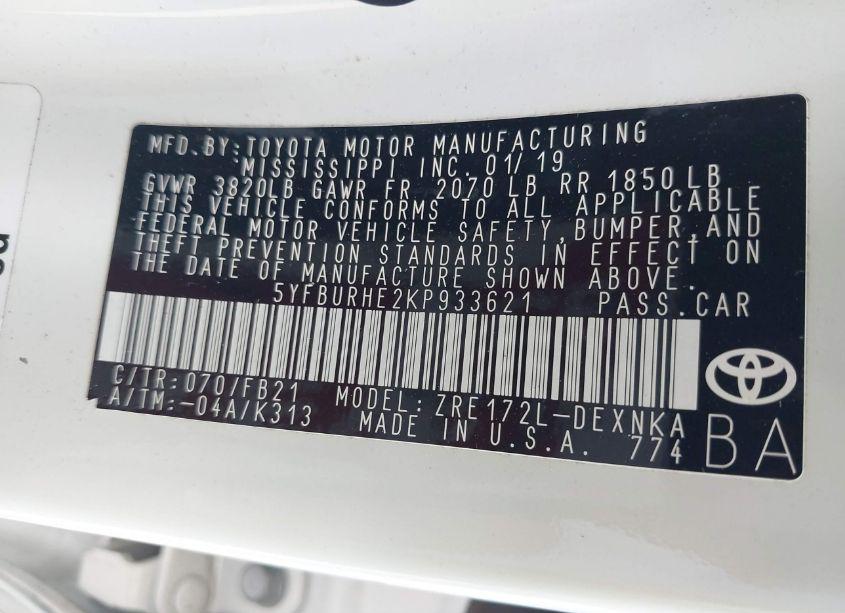 MFD.BY:TOYOTA MOTOR MANUFACTURING
MISSISSIPPI INC. 01/19
GVWR 3820LB GAWR FR 2070 LB RR 1850 LB
THIS VEHICLE CONFORMS TO ALL APPLICABLE
FEDERAL MOTOR VEHICLE SAFETY, BUMPER, AND
THEFT PREVENTION STANDARDS IN EFFECT ON
THE DATE OF MANUFACTURE SHOWN ABOVE.
5YFBURHE2KP933621 PASS.CAR
C/TR:070/FB21 MODEL:ZRE172L-DEXNKA
A/TM:-04A/K313 MADE IN U.S.A. 774
BA